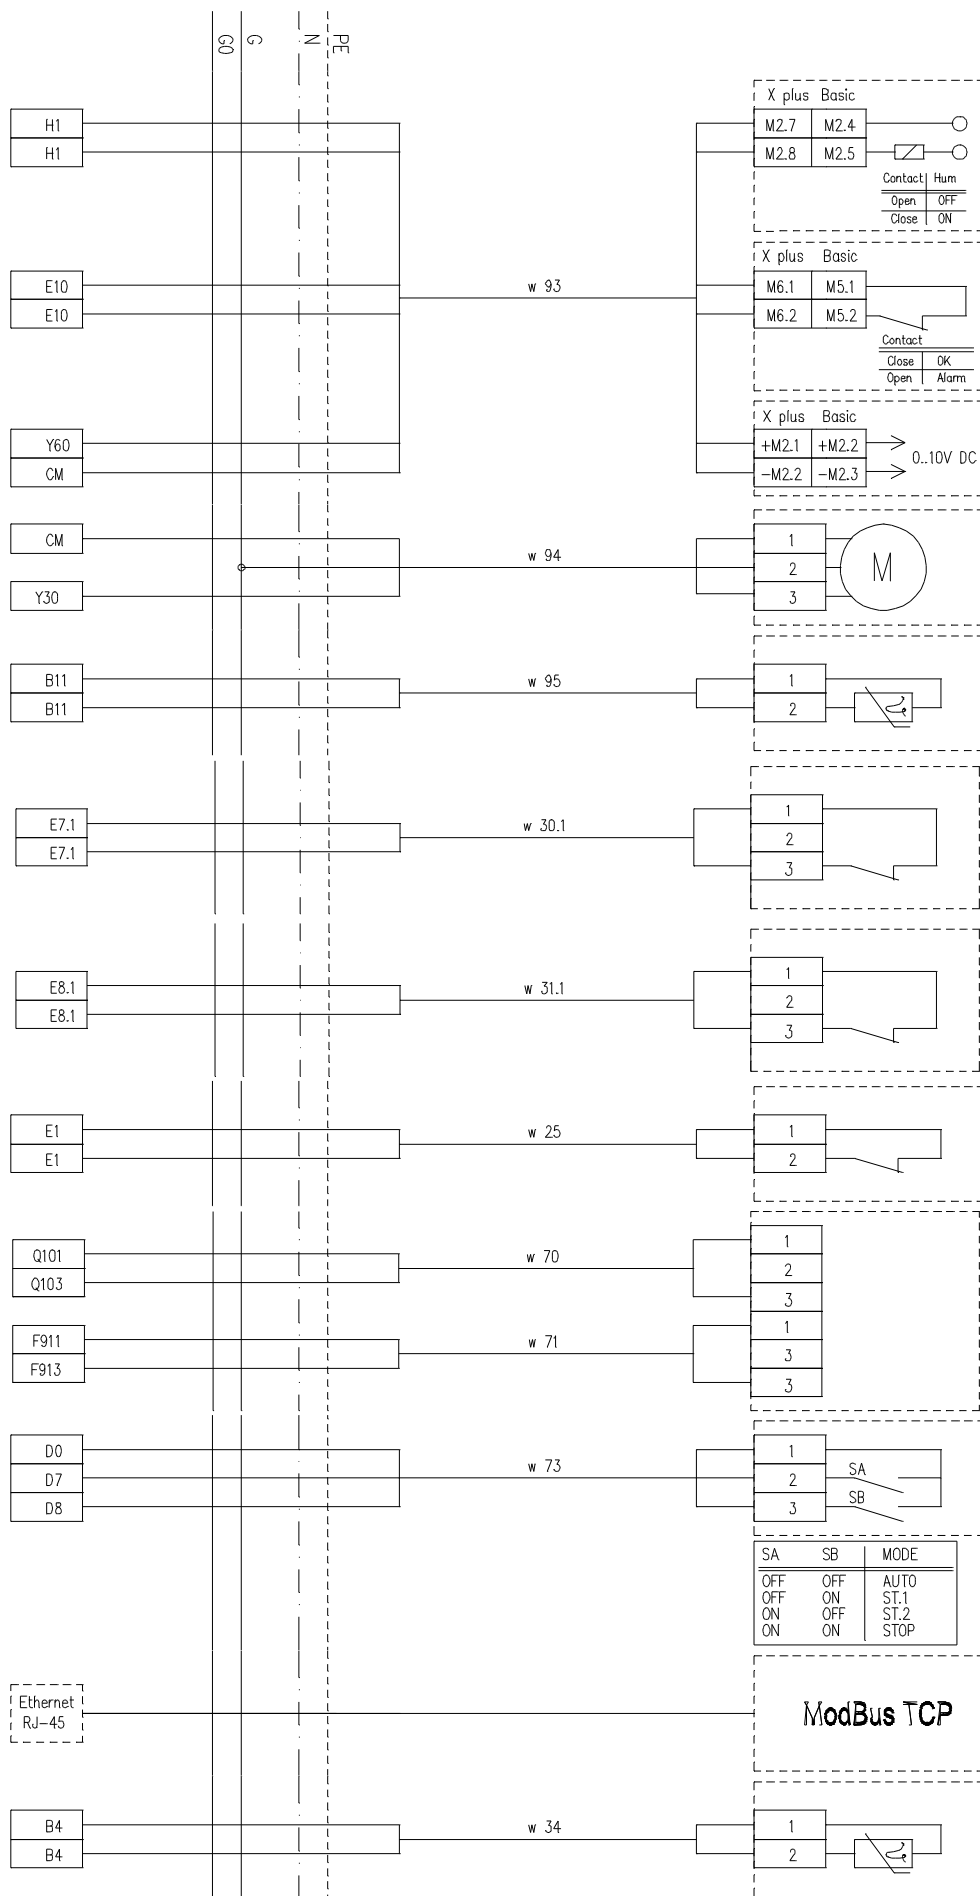 G0 G N PE
X plus Basic
H1 M2.7 M2.4
H1 M2.8 M2.5
Contact Hum
Open OFF
Close ON
X plus Basic
E10 w 93 M6.1 M5.1
E10 M6.2 M5.2
Contact
Close OK
Open Alarm
X plus Basic
Y60 +M2.1 +M2.2
0..10V DC
CM -M2.2 -M2.3
CM w 94 1
2 M
Y30 3
B11 w 95 1
B11 2
E7.1 w 30.1 1
2
E7.1 3
E8.1 w 31.1 1
2
E8.1 3
E1 w 25 1
E1 2
Q101 w 70 1
Q103 2
3
F911 w 71 1
3
F913 3
D0 w 73 1
D7 2 SA
D8 3 SB
SA SB MODE
OFF OFF AUTO
OFF ON ST.1
ON OFF ST.2
ON ON STOP
Ethernet
RJ-45
ModBus TCP
B4 w 34 1
B4 2